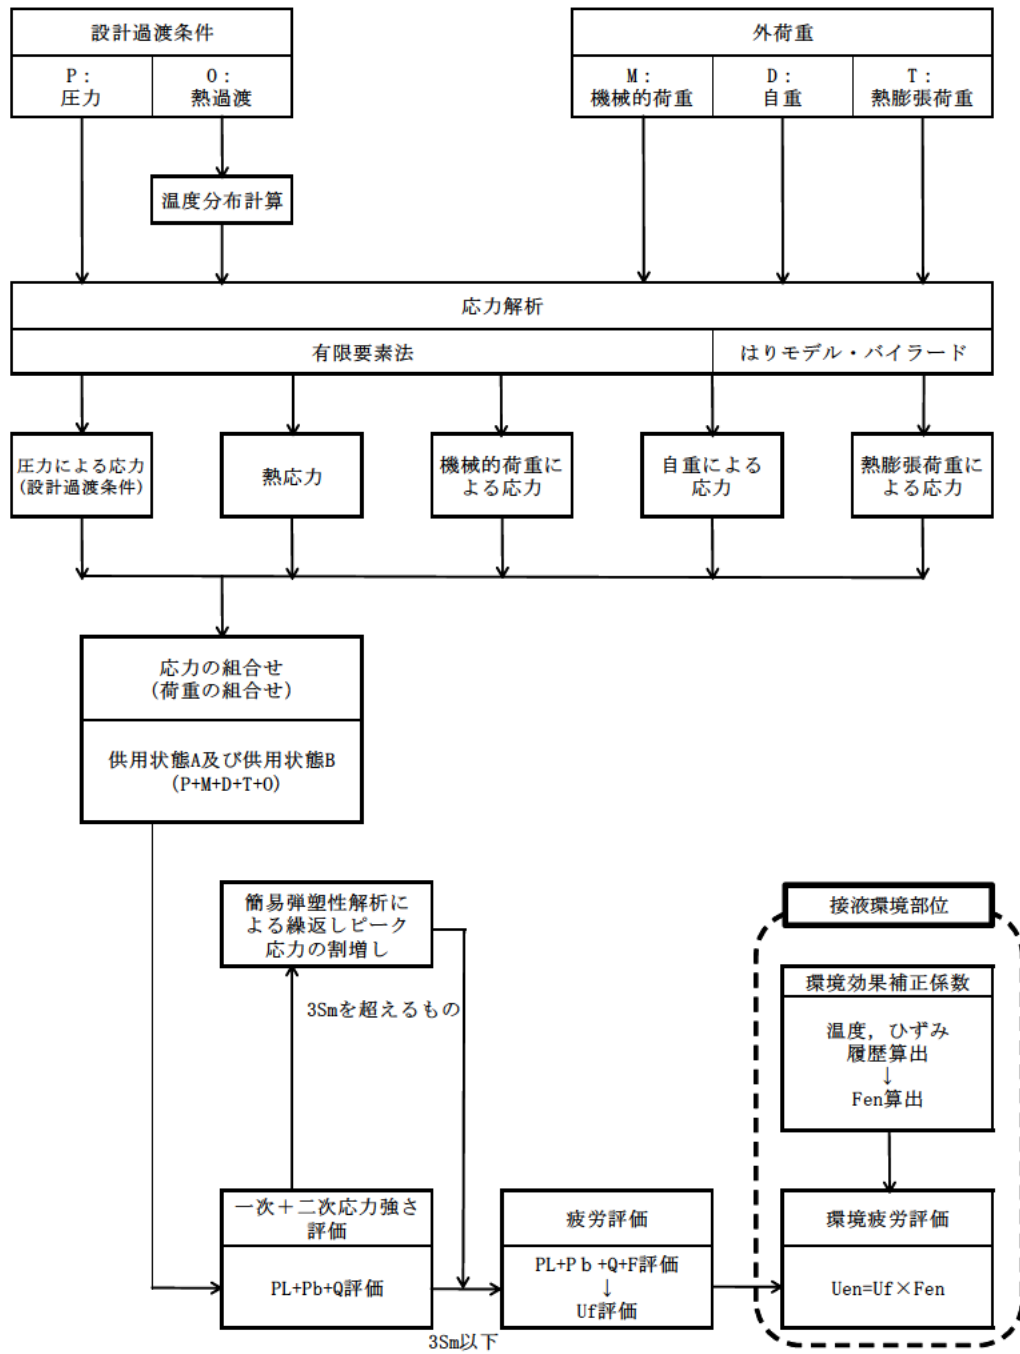 設計過渡条件
P：
圧力
O：
熱過渡
外荷重
M：
機械的荷重
D：
自重
T：
熱膨張荷重
温度分布計算
応力解析
有限要素法
はりモデル・バイラード
圧力による応力
(設計過渡条件)
熱応力
機械的荷重に
よる応力
自重による
応力
熱膨張荷重に
よる応力
応力の組合せ
(荷重の組合せ)
供用状態A及び供用状態B
(P+M+D+T+O)
簡易弾塑性解析に
よる繰返しピーク
応力の割増し
3Smを超えるもの
一次＋二次応力強さ
評価
PL+Pb+Q評価
3Sm以下
疲労評価
PL+Pｂ+Q+F評価
↓
Uf評価
接液環境部位
環境効果補正係数
温度，ひずみ
履歴算出
↓
Fen算出
環境疲労評価
Uen=Uf×Fen